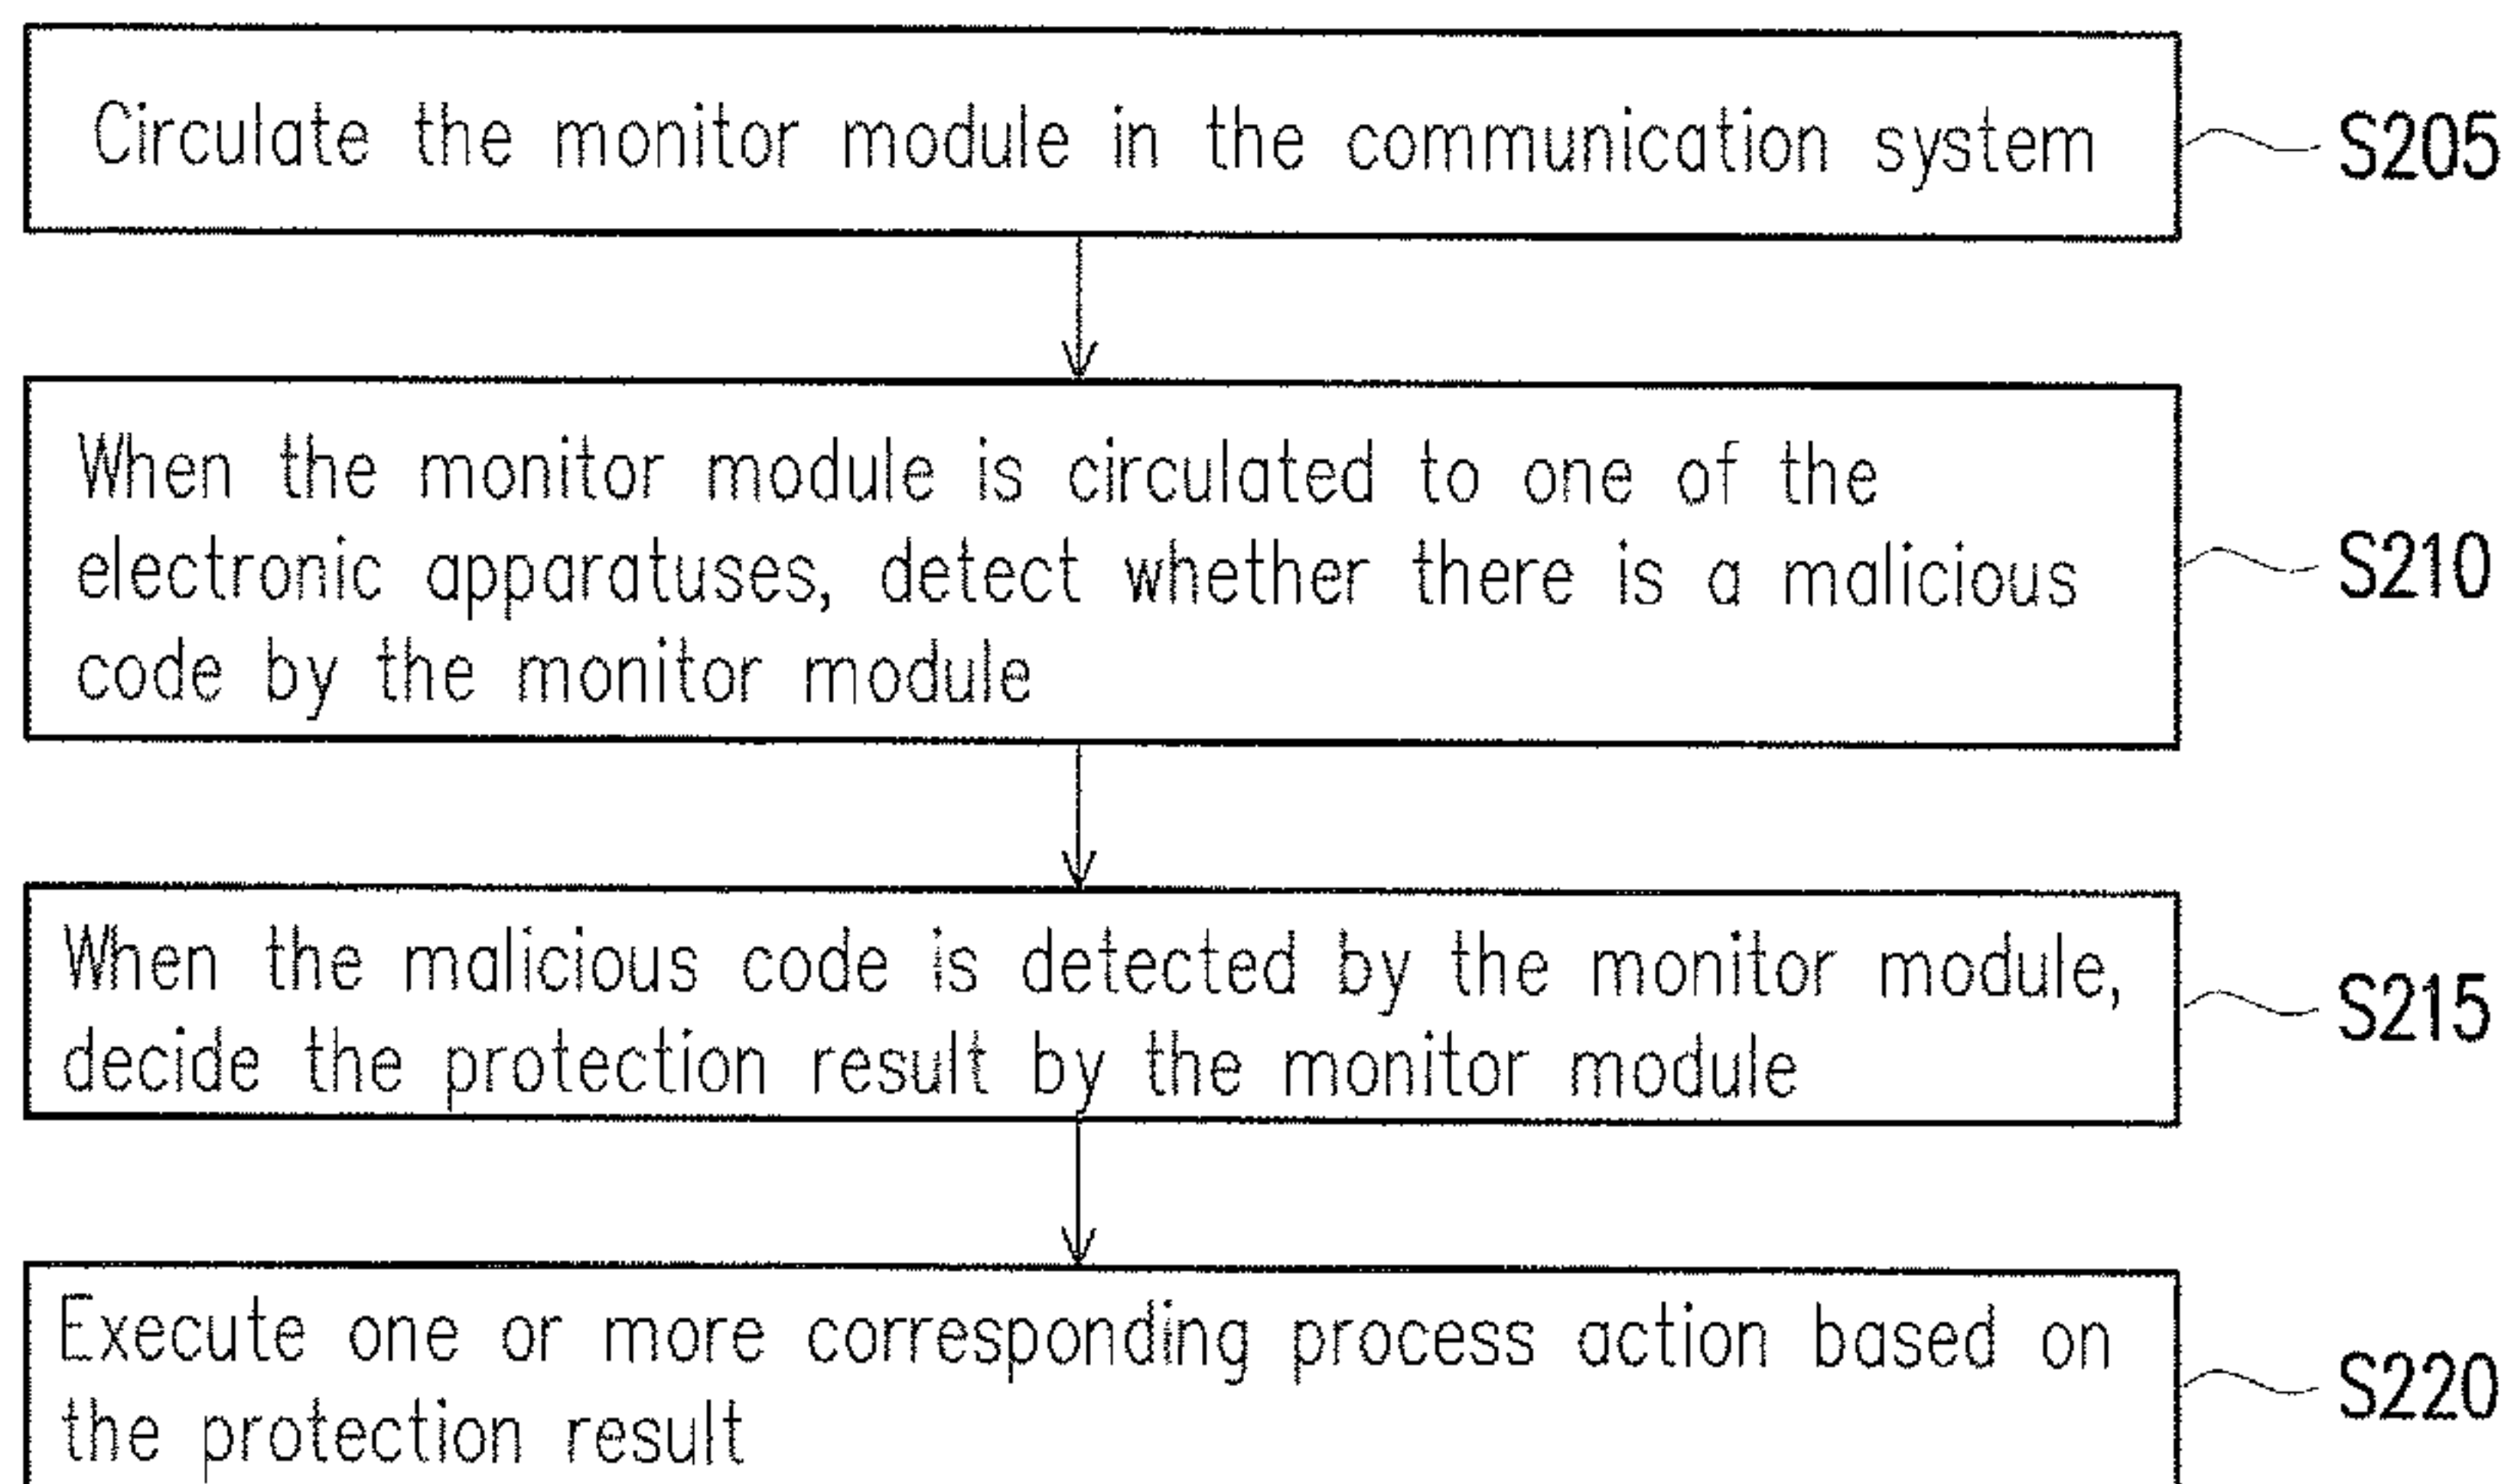 Circulate the monitor module in the communication system
S205
When the monitor module is circulated to one of the
electronic apparatuses, detect whether there is a malicious
code by the monitor module
S210
When the malicious code is detected by the monitor module,
decide the protection result by the monitor module
S215
Execute one or more corresponding process action based on
the protection result
S220